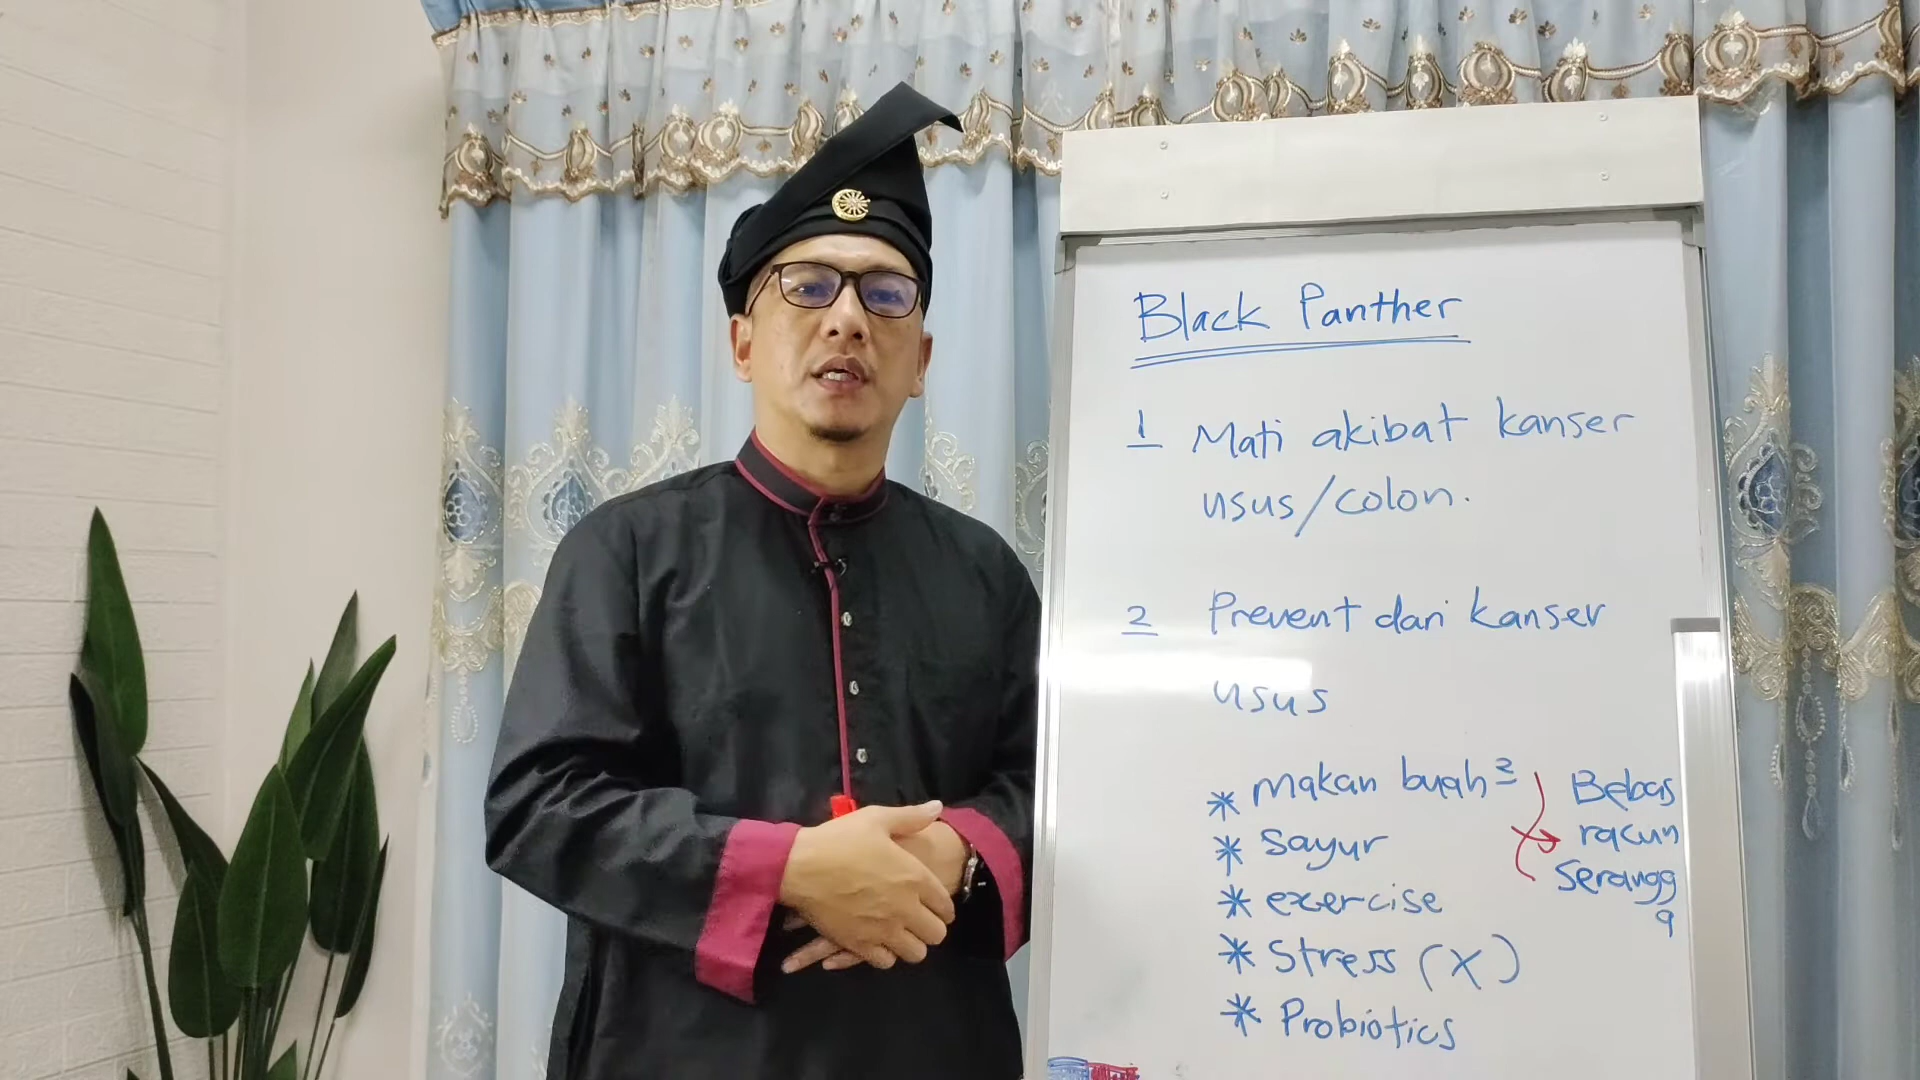 Black Panther
1 Mati akibat kanser
usus/colon.
2 Prevent dari kanser
usus
* makan buah2
* sayur
* exercise
* stress (X)
* Probiotics
Bebas
racun
Serangg
a